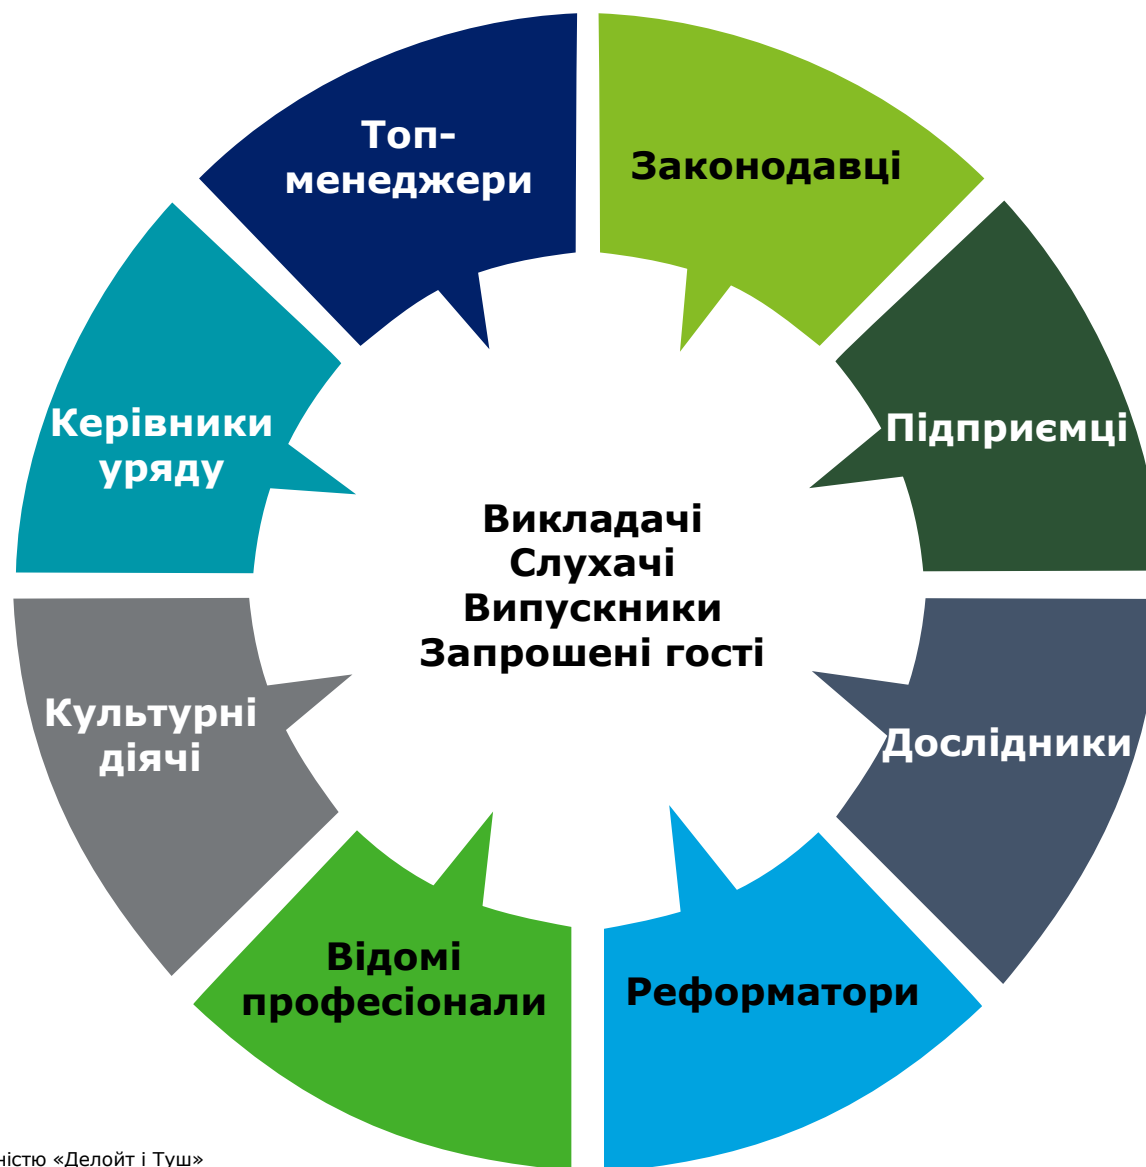 Топ-
менеджери
Законодавці
Керівники
уряду
Підприємці
Викладачі
Слухачі
Випускники
Запрошені гості
Культурні
діячі
Дослідники
Відомі
професіонали
Реформатори
ністю «Делойт і Туш»